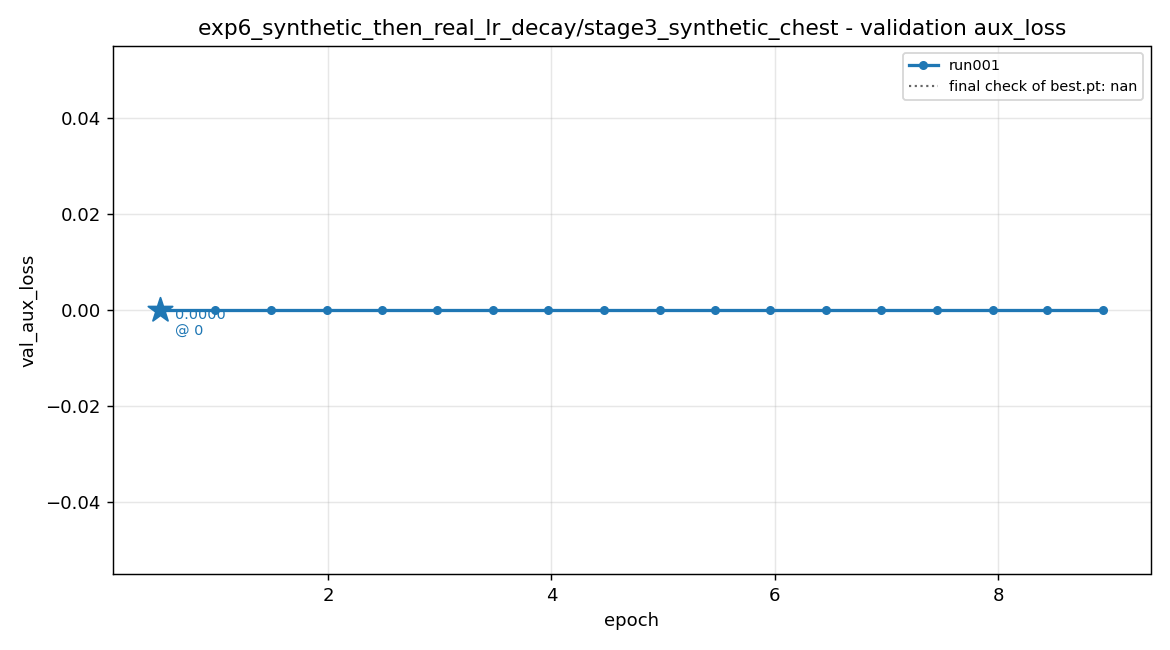 exp6_synthetic_then_real_lr_decay/stage3_synthetic_chest - validation aux_loss
run001
final check of best.pt: nan
0.04
0.02
0.00
−0.02
−0.04
val_aux_loss
0.0000
@ 0
2
4
6
8
epoch